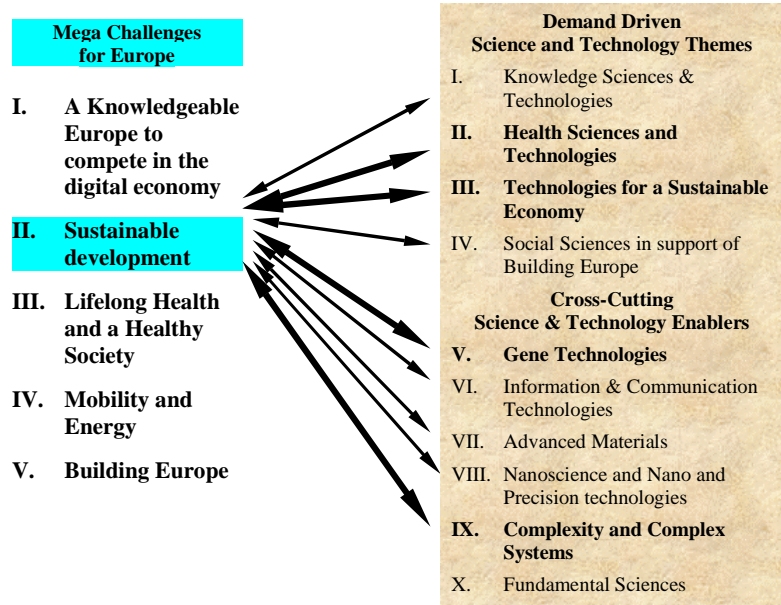 Mega Challenges
for Europe
I. A Knowledgeable
Europe to
compete in the
digital economy
II. Sustainable
development
III. Lifelong Health
and a Healthy
Society
IV. Mobility and
Energy
V. Building Europe
Demand Driven
Science and Technology Themes
I. Knowledge Sciences &
Technologies
II. Health Sciences and
Technologies
III. Technologies for a Sustainable
Economy
IV. Social Sciences in support of
Building Europe
Cross-Cutting
Science & Technology Enablers
V. Gene Technologies
VI. Information & Communication
Technologies
VII. Advanced Materials
VIII. Nanoscience and Nano and
Precision technologies
IX. Complexity and Complex
Systems
X. Fundamental Sciences